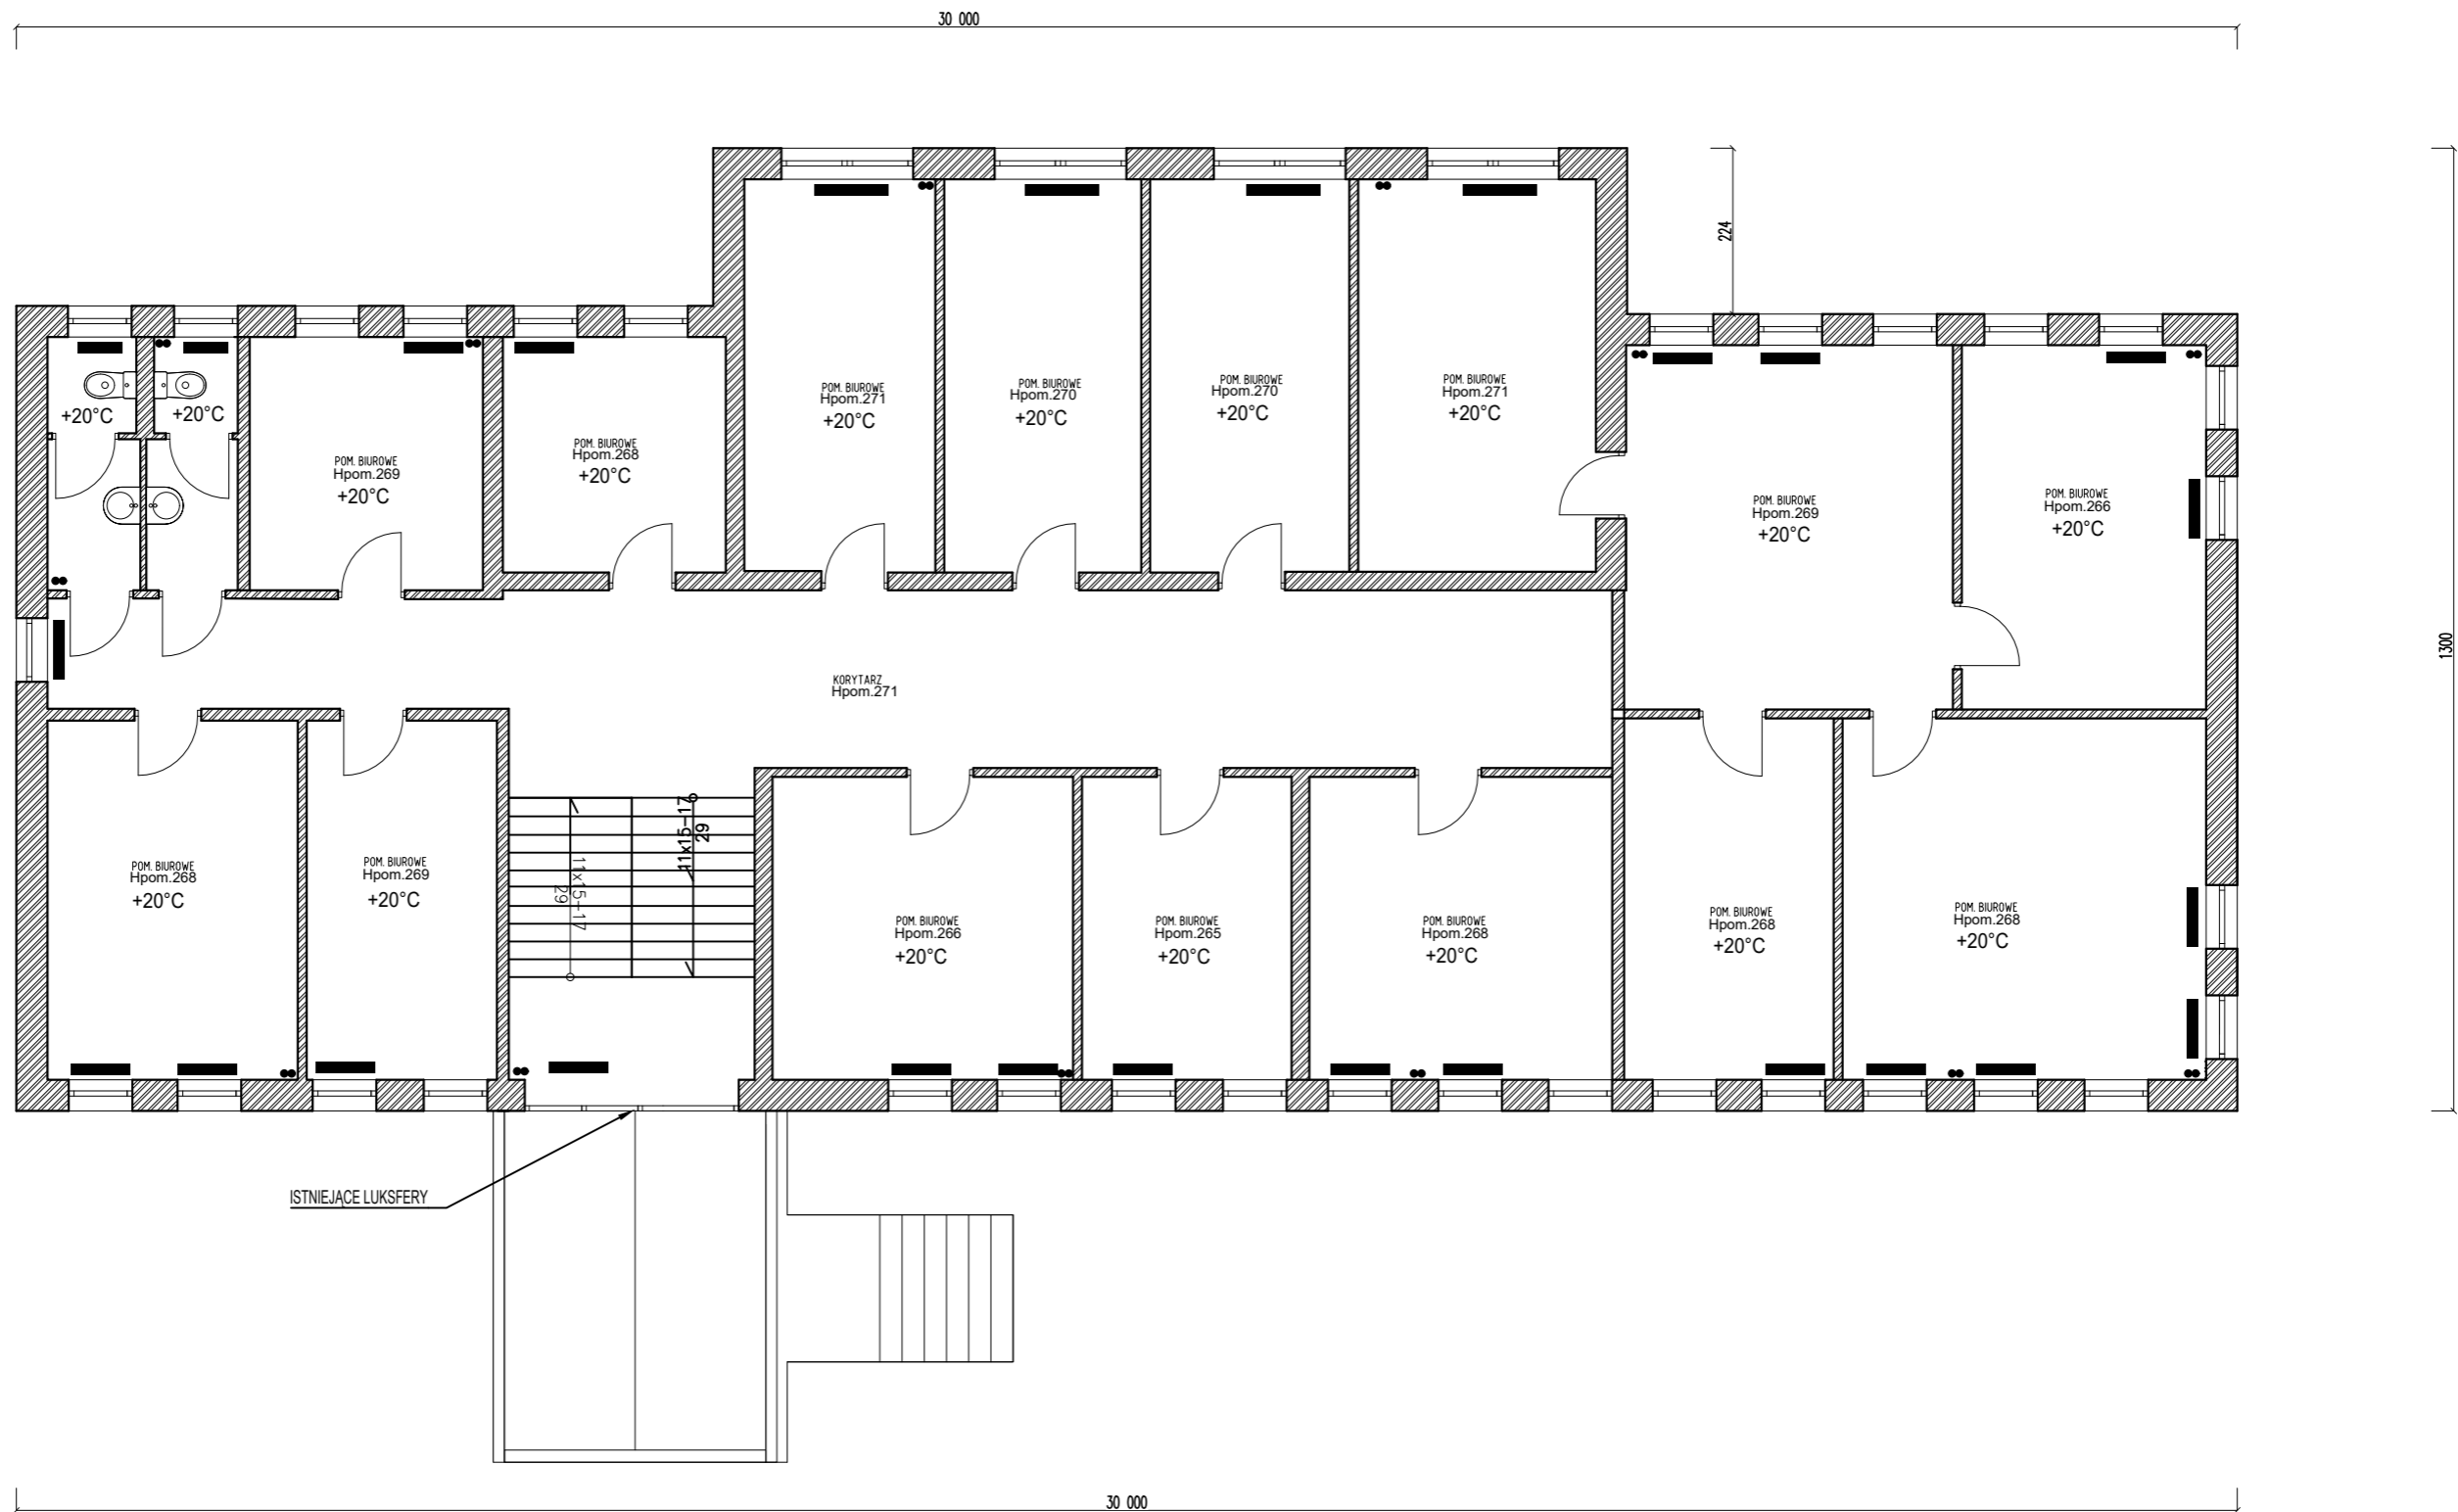 30 000
224
1300
POM. BIUROWE
Hpom.271
+20°C
POM. BIUROWE
Hpom.270
+20°C
POM. BIUROWE
Hpom.270
+20°C
POM. BIUROWE
Hpom.271
+20°C
+20°C
+20°C
POM. BIUROWE
Hpom.269
+20°C
POM. BIUROWE
Hpom.268
+20°C
POM. BIUROWE
Hpom.269
+20°C
POM. BIUROWE
Hpom.266
+20°C
KORYTARZ
Hpom.271
POM. BIUROWE
Hpom.268
+20°C
POM. BIUROWE
Hpom.269
+20°C
11x15-17
29
11x15-17
29
POM. BIUROWE
Hpom.266
+20°C
POM. BIUROWE
Hpom.265
+20°C
POM. BIUROWE
Hpom.268
+20°C
POM. BIUROWE
Hpom.268
+20°C
POM. BIUROWE
Hpom.268
+20°C
ISTNIEJĄCE LUKSFERY
30 000